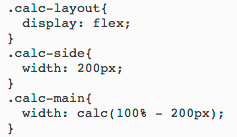 .calc-layout{
  display: flex;
}
.calc-side{
  width: 200px;
}
.calc-main{
  width: calc(100% - 200px);
}